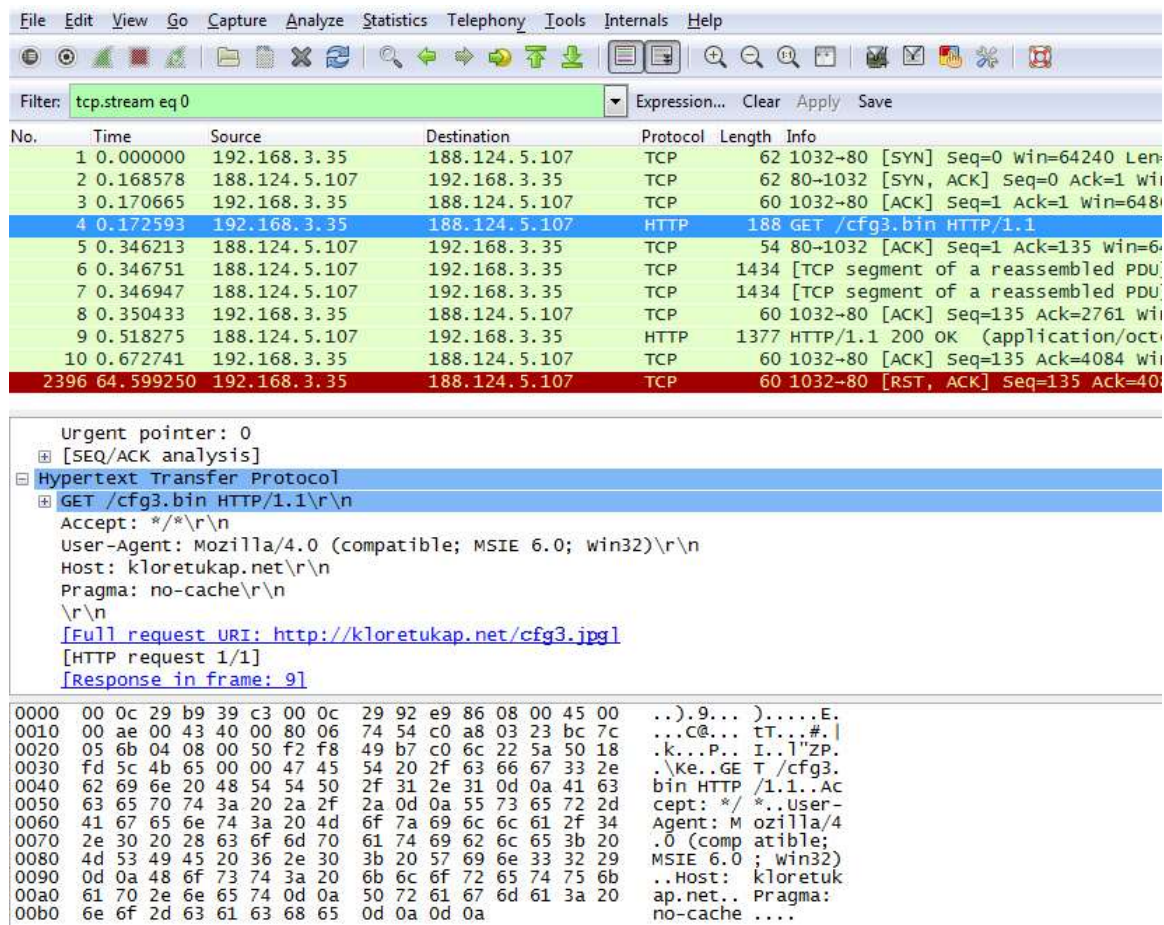 File Edit View Go Capture Analyze Statistics Telephony Tools Internals Help
Filter: tcp.stream eq 0 Expression... Clear Apply Save
No. Time Source Destination Protocol Length Info
1 0.000000 192.168.3.35 188.124.5.107 TCP 62 1032→80 [SYN] Seq=0 Win=64240 Len=
2 0.168578 188.124.5.107 192.168.3.35 TCP 62 80→1032 [SYN, ACK] Seq=0 Ack=1 Wi
3 0.170665 192.168.3.35 188.124.5.107 TCP 60 1032→80 [ACK] Seq=1 Ack=1 Win=648
4 0.172593 192.168.3.35 188.124.5.107 HTTP 188 GET /cfg3.bin HTTP/1.1
5 0.346213 188.124.5.107 192.168.3.35 TCP 54 80→1032 [ACK] Seq=1 Ack=135 Win=6
6 0.346751 188.124.5.107 192.168.3.35 TCP 1434 [TCP segment of a reassembled PDU]
7 0.346947 188.124.5.107 192.168.3.35 TCP 1434 [TCP segment of a reassembled PDU]
8 0.350433 192.168.3.35 188.124.5.107 TCP 60 1032→80 [ACK] Seq=135 Ack=2761 Wi
9 0.518275 188.124.5.107 192.168.3.35 HTTP 1377 HTTP/1.1 200 OK (application/oct
10 0.672741 192.168.3.35 188.124.5.107 TCP 60 1032→80 [ACK] Seq=135 Ack=4084 Wi
2396 64.599250 192.168.3.35 188.124.5.107 TCP 60 1032→80 [RST, ACK] Seq=135 Ack=40
Urgent pointer: 0
[SEQ/ACK analysis]
Hypertext Transfer Protocol
GET /cfg3.bin HTTP/1.1\r\n
Accept: */*\r\n
User-Agent: Mozilla/4.0 (compatible; MSIE 6.0; Win32)\r\n
Host: kloretukap.net\r\n
Pragma: no-cache\r\n
\r\n
[Full request URI: http://kloretukap.net/cfg3.jpg]
[HTTP request 1/1]
[Response in frame: 9]
0000 00 0c 29 b9 39 c3 00 0c 29 92 e9 86 08 00 45 00 ..).9... ).....E.
0010 00 ae 00 43 40 00 80 06 74 54 c0 a8 03 23 bc 7c ...C@... tT...#.|
0020 05 6b 04 08 00 50 f2 f8 49 b7 c0 6c 22 5a 50 18 .k...P.. I..l"ZP.
0030 fd 5c 4b 65 00 00 47 45 54 20 2f 63 66 67 33 2e .\Ke..GE T /cfg3.
0040 62 69 6e 20 48 54 54 50 2f 31 2e 31 0d 0a 41 63 bin HTTP /1.1..Ac
0050 63 65 70 74 3a 20 2a 2f 2a 0d 0a 55 73 65 72 2d cept: */ *..User-
0060 41 67 65 6e 74 3a 20 4d 6f 7a 69 6c 6c 61 2f 34 Agent: M ozilla/4
0070 2e 30 20 28 63 6f 6d 70 61 74 69 62 6c 65 3b 20 .0 (comp atible;
0080 4d 53 49 45 20 36 2e 30 3b 20 57 69 6e 33 32 29 MSIE 6.0 ; Win32)
0090 0d 0a 48 6f 73 74 3a 20 6b 6c 6f 72 65 74 75 6b ..Host: kloretuk
00a0 61 70 2e 6e 65 74 0d 0a 50 72 61 67 6d 61 3a 20 ap.net.. Pragma:
00b0 6e 6f 2d 63 61 63 68 65 0d 0a 0d 0a no-cache ....